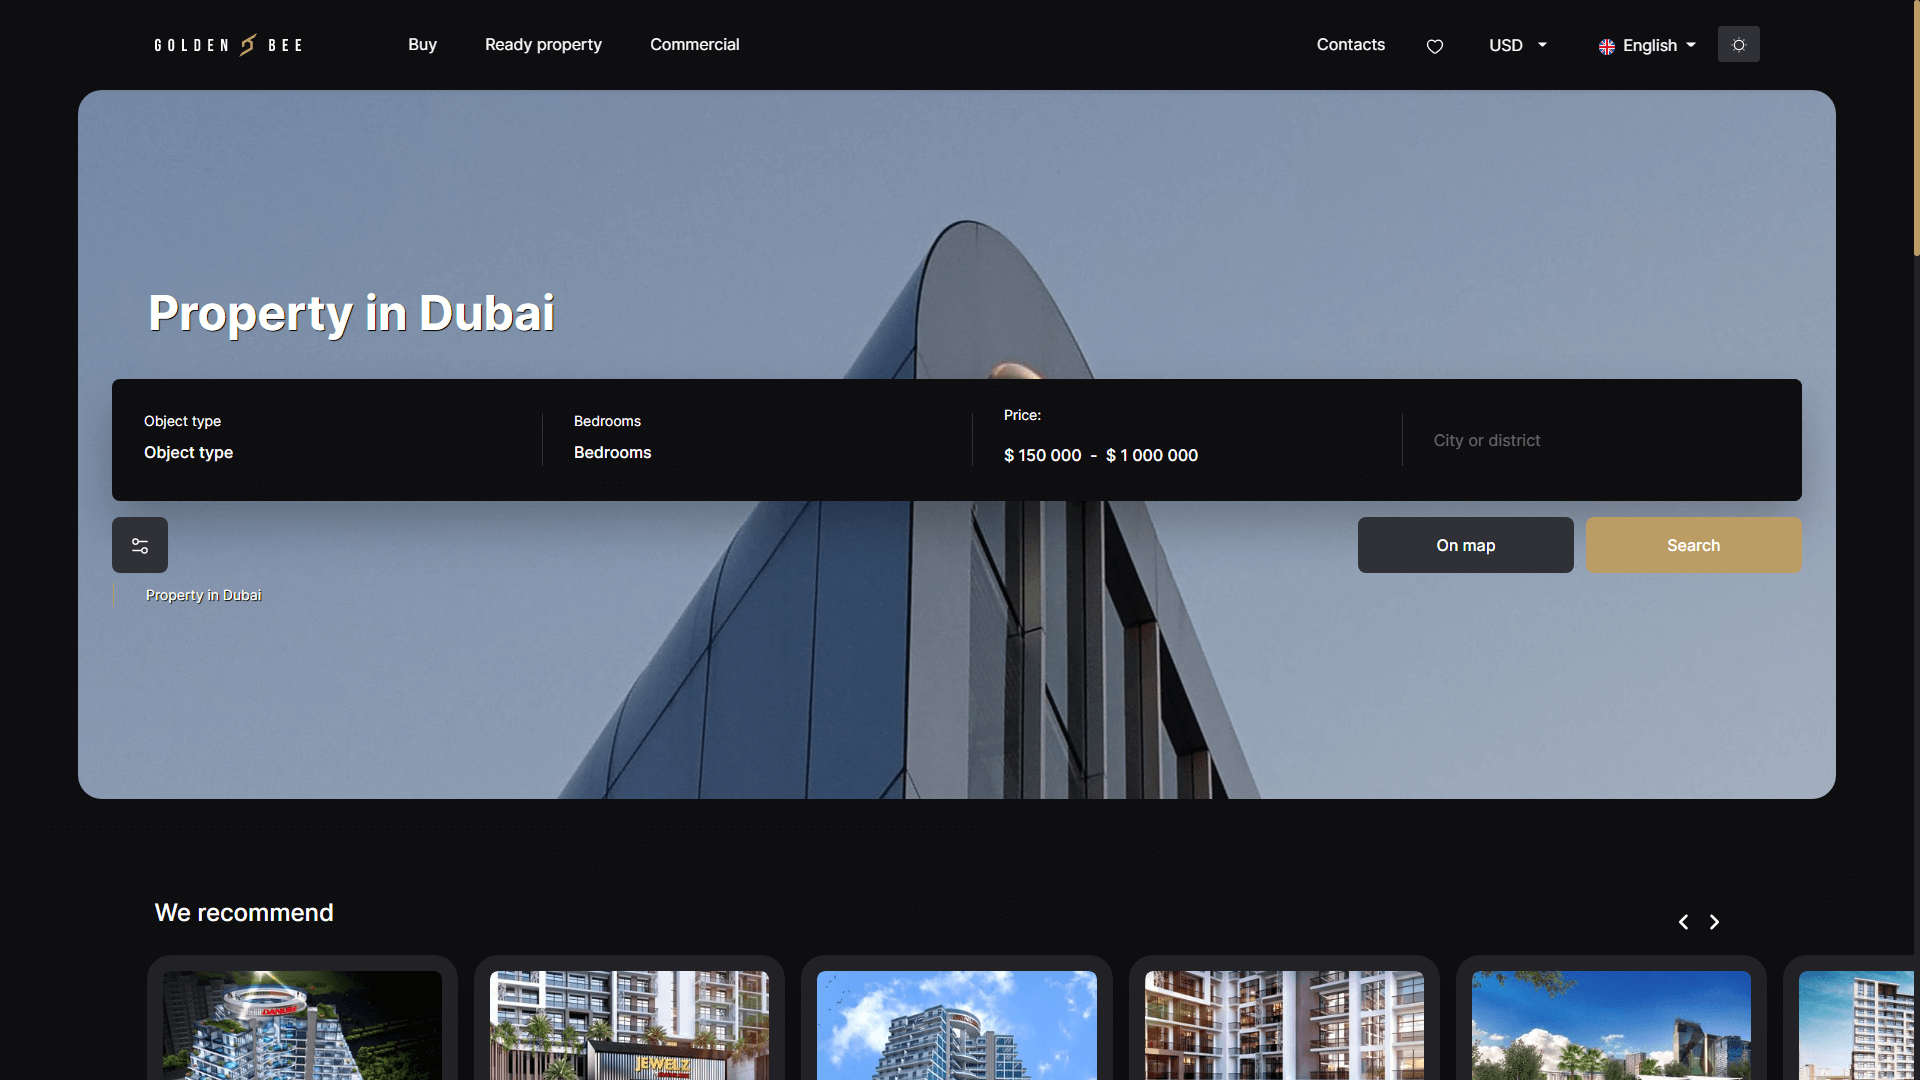 GOLDEN BEE
Buy
Ready property
Commercial
Contacts
USD
English
Property in Dubai
Object type
Object type
Bedrooms
Bedrooms
Price:
$ 150 000 - $ 1 000 000
City or district
On map
Search
Property in Dubai
We recommend
DANUBE
JEWELZ